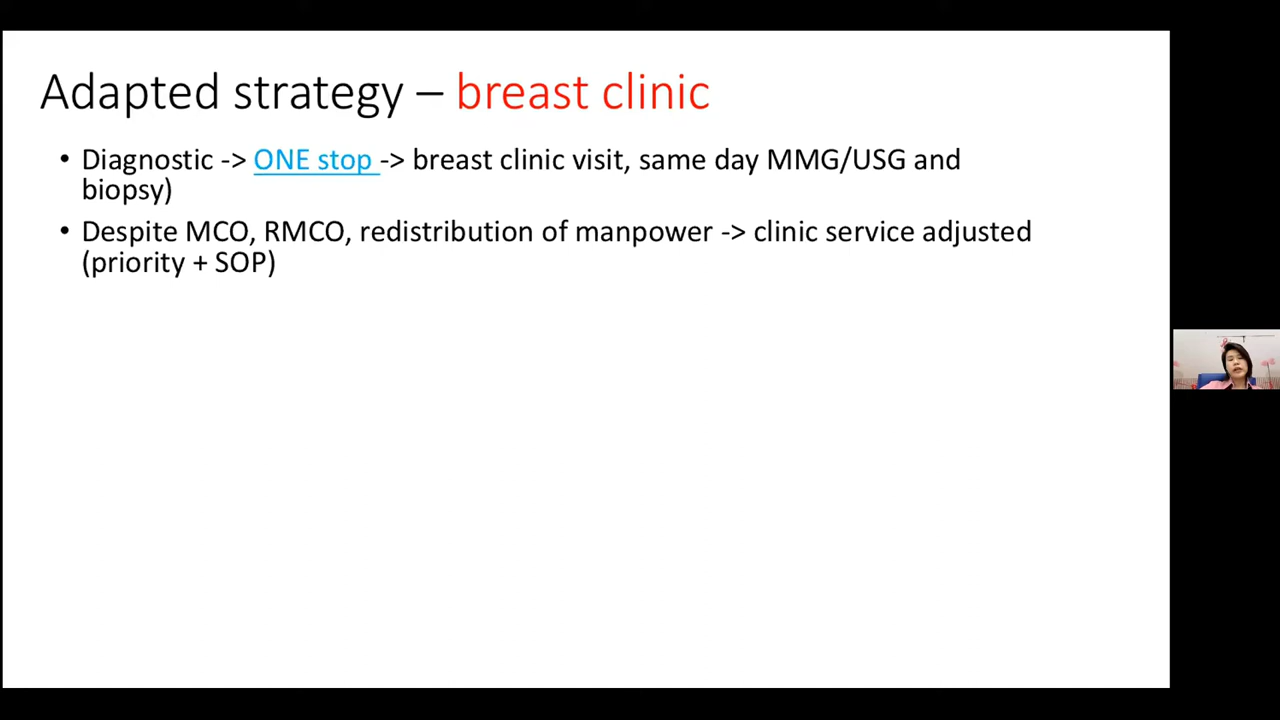 Adapted strategy – breast clinic
• Diagnostic -> ONE stop -> breast clinic visit, same day MMG/USG and
biopsy)
• Despite MCO, RMCO, redistribution of manpower -> clinic service adjusted
(priority + SOP)